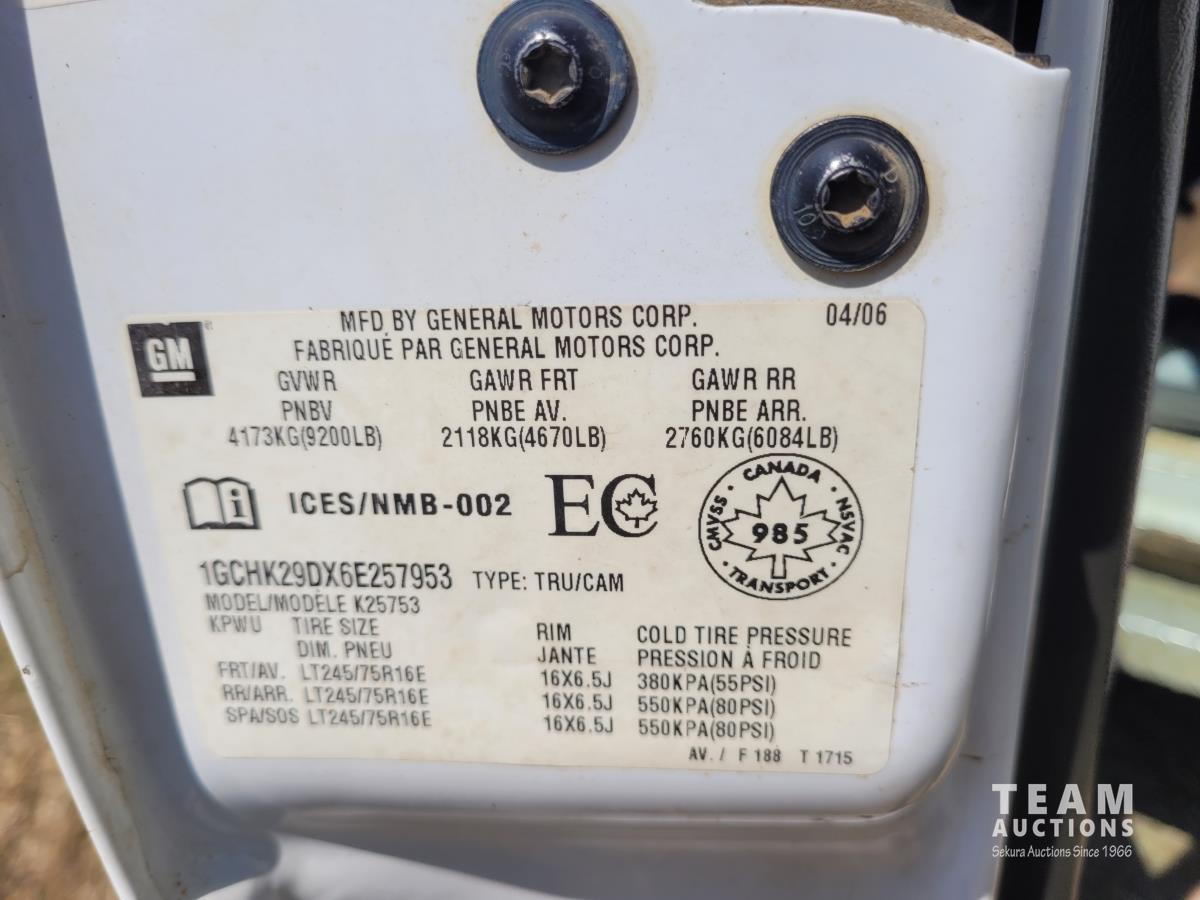 MFD BY GENERAL MOTORS CORP. 04/06
FABRIQUÉ PAR GENERAL MOTORS CORP.
GM
GVWR GAWR FRT GAWR RR
PNBV PNBE AV. PNBE ARR.
4173KG(9200LB) 2118KG(4670LB) 2760KG(6084LB)
i ICES/NMB-002 EC
CANADA
CMVSS 985 NSVAC
TRANSPORT
1GCHK29DX6E257953 TYPE: TRU/CAM
MODEL/MODÈLE K25753
KPWU TIRE SIZE RIM COLD TIRE PRESSURE
DIM. PNEU JANTE PRESSION À FROID
FRT/AV. LT245/75R16E 16X6.5J 380KPA(55PSI)
RR/ARR. LT245/75R16E 16X6.5J 550KPA(80PSI)
SPA/SOS LT245/75R16E 16X6.5J 550KPA(80PSI)
AV. / F 188 T 1715
TEAM
AUCTIONS
Sekura Auctions Since 1966